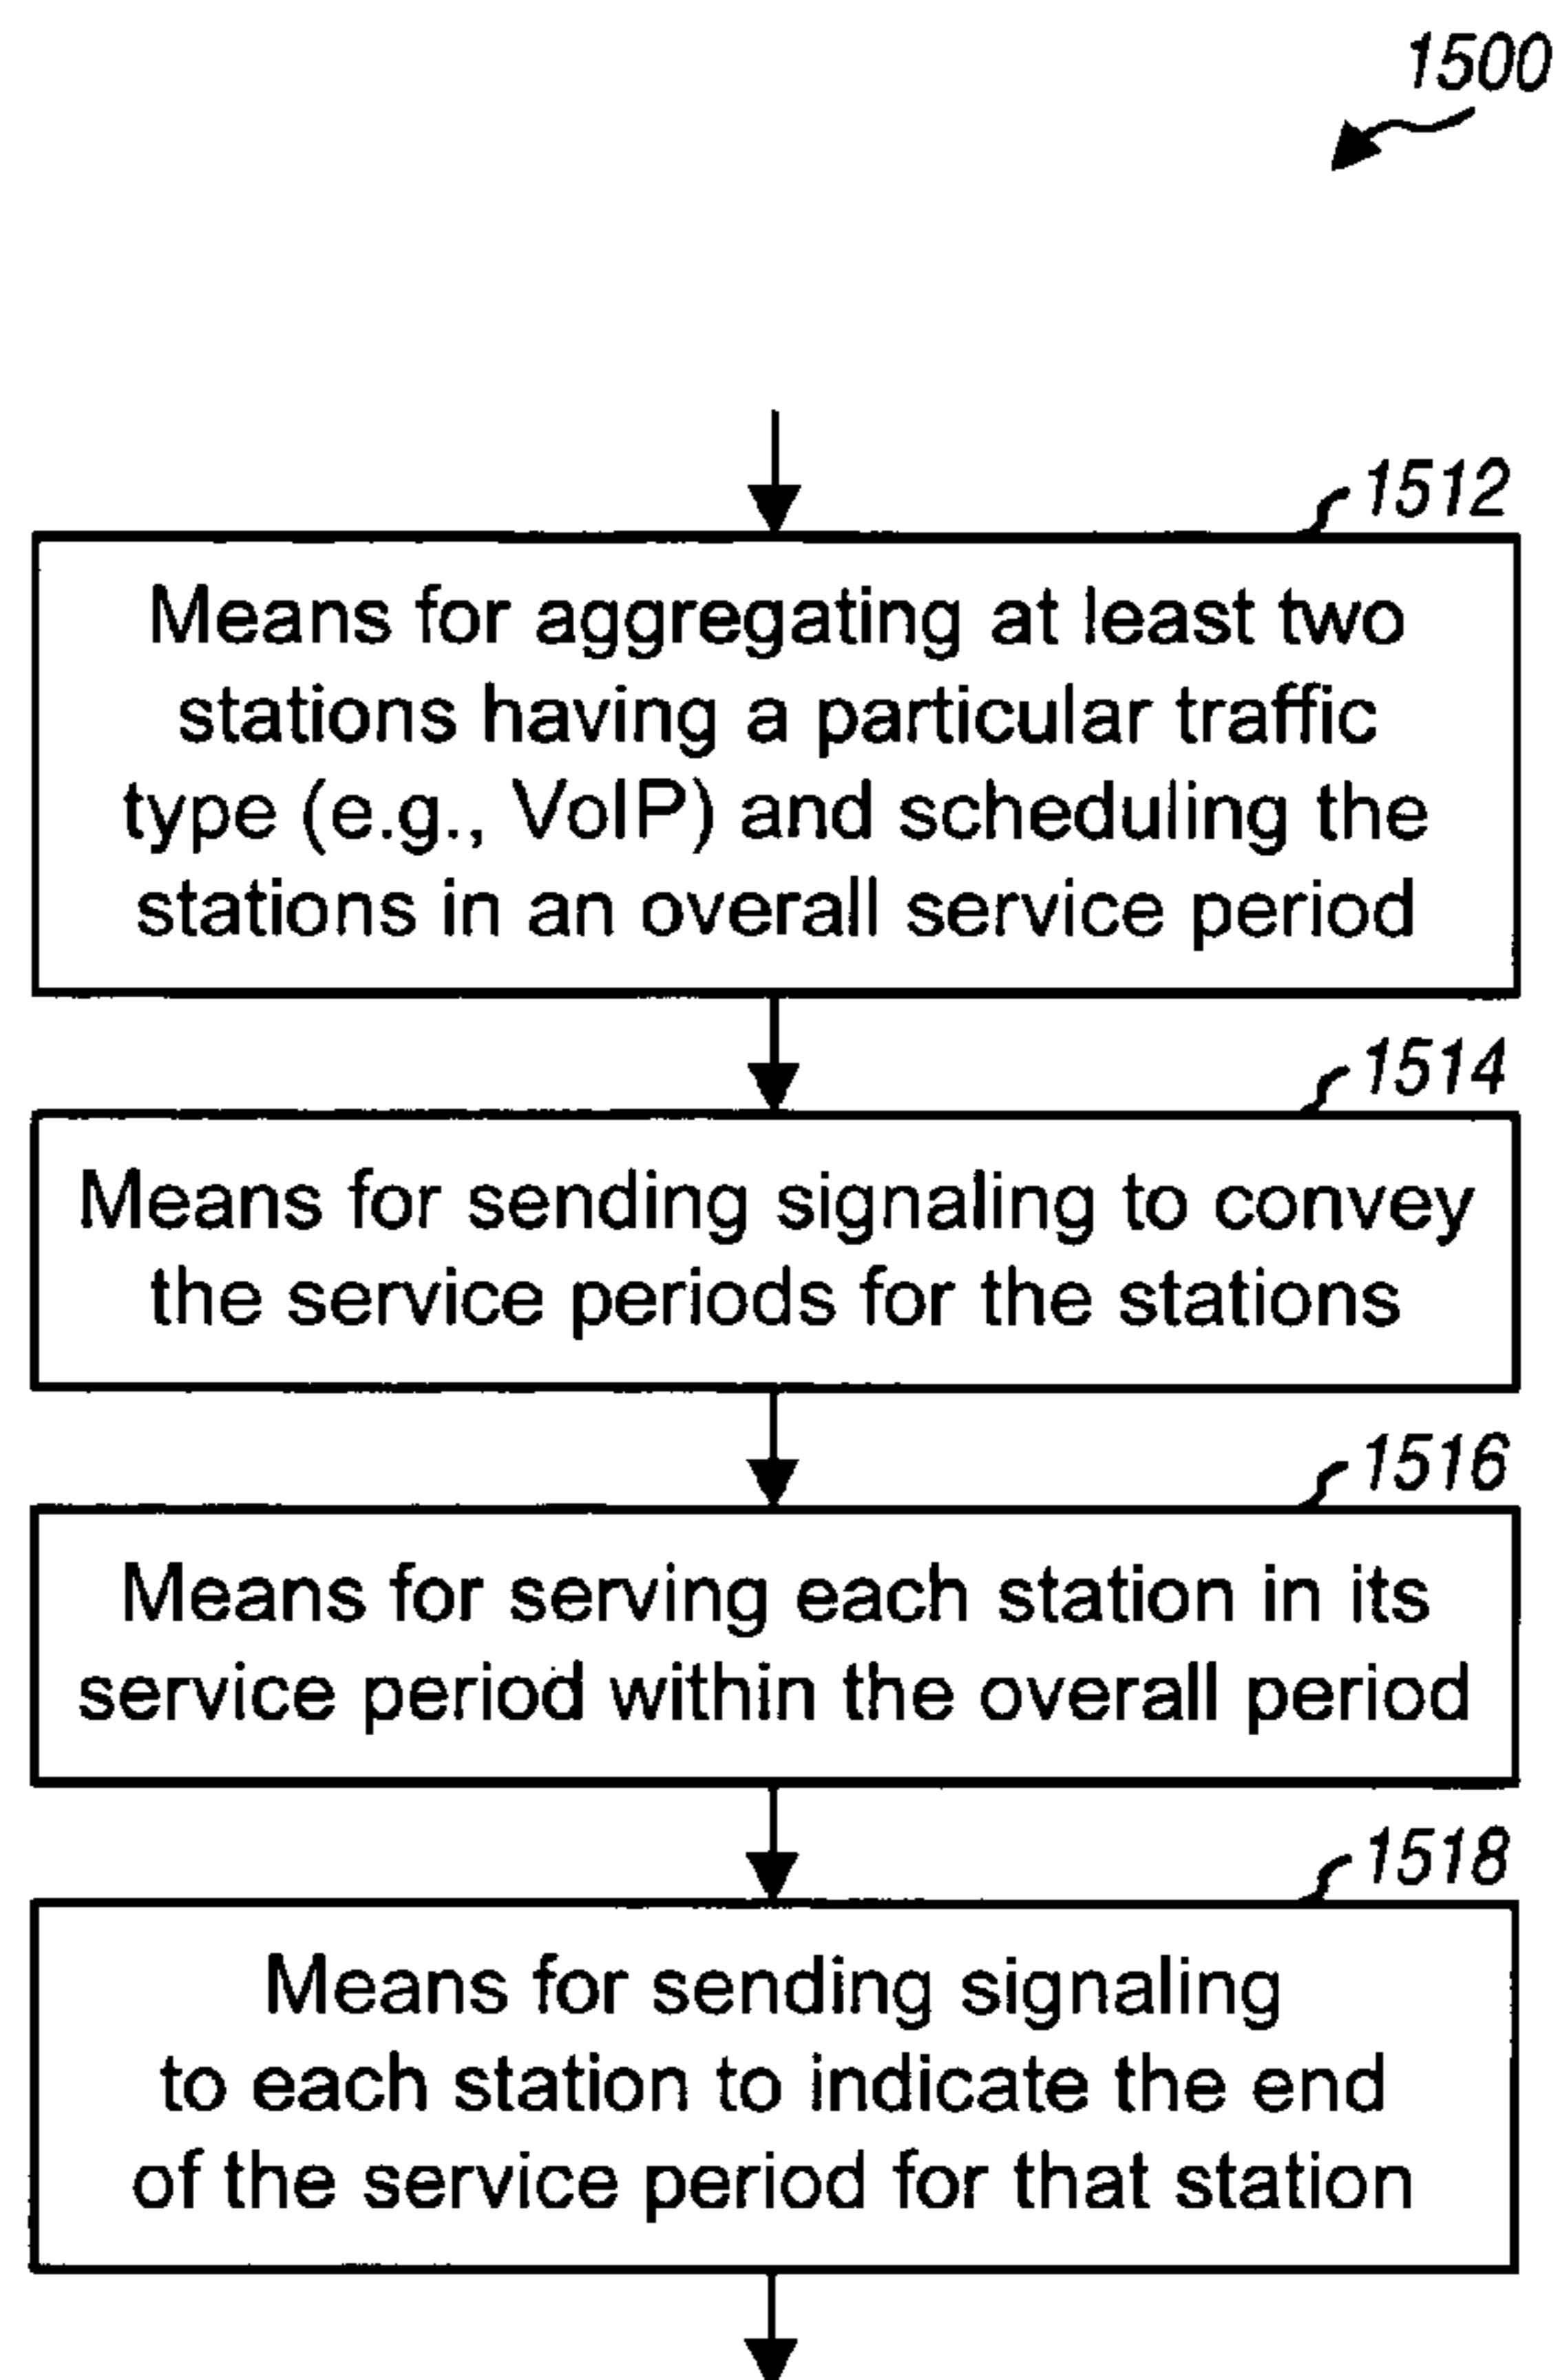 1500
1512
Means for aggregating at least two
stations having a particular traffic
type (e.g., VoIP) and scheduling the
stations in an overall service period
1514
Means for sending signaling to convey
the service periods for the stations
1516
Means for serving each station in its
service period within the overall period
1518
Means for sending signaling
to each station to indicate the end
of the service period for that station